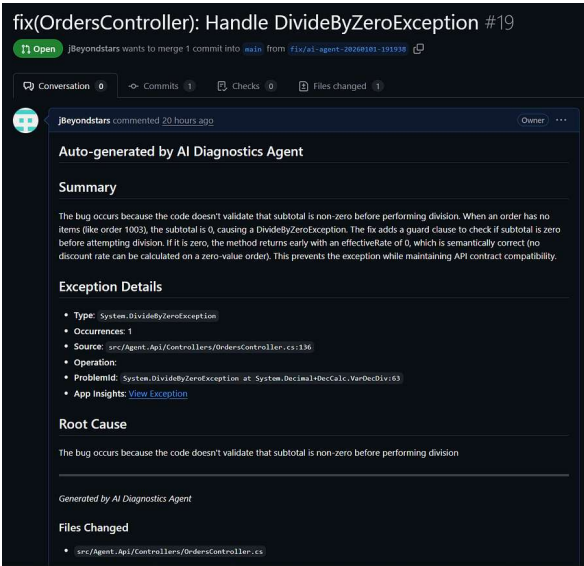 fix(OrdersController): Handle DivideByZeroException #19
Open jBeyondstars wants to merge 1 commit into main from fix/ai-agent-20260101-191938
Conversation 0 Commits 1 Checks 0 Files changed 1
jBeyondstars commented 20 hours ago Owner ...
Auto-generated by AI Diagnostics Agent
Summary
The bug occurs because the code doesn't validate that subtotal is non-zero before performing division. When an order has no
items (like order 1003), the subtotal is 0, causing a DivideByZeroException. The fix adds a guard clause to check if subtotal is zero
before attempting division. If it is zero, the method returns early with an effectiveRate of 0, which is semantically correct (no
discount rate can be calculated on a zero-value order). This prevents the exception while maintaining API contract compatibility.
Exception Details
• Type: System.DivideByZeroException
• Occurrences: 1
• Source: src/Agent.Api/Controllers/OrdersController.cs:136
• Operation:
• ProblemId: System.DivideByZeroException at System.Decimal+DecCalc.VarDecDiv:63
• App Insights: View Exception
Root Cause
The bug occurs because the code doesn't validate that subtotal is non-zero before performing division
Generated by AI Diagnostics Agent
Files Changed
• src/Agent.Api/Controllers/OrdersController.cs